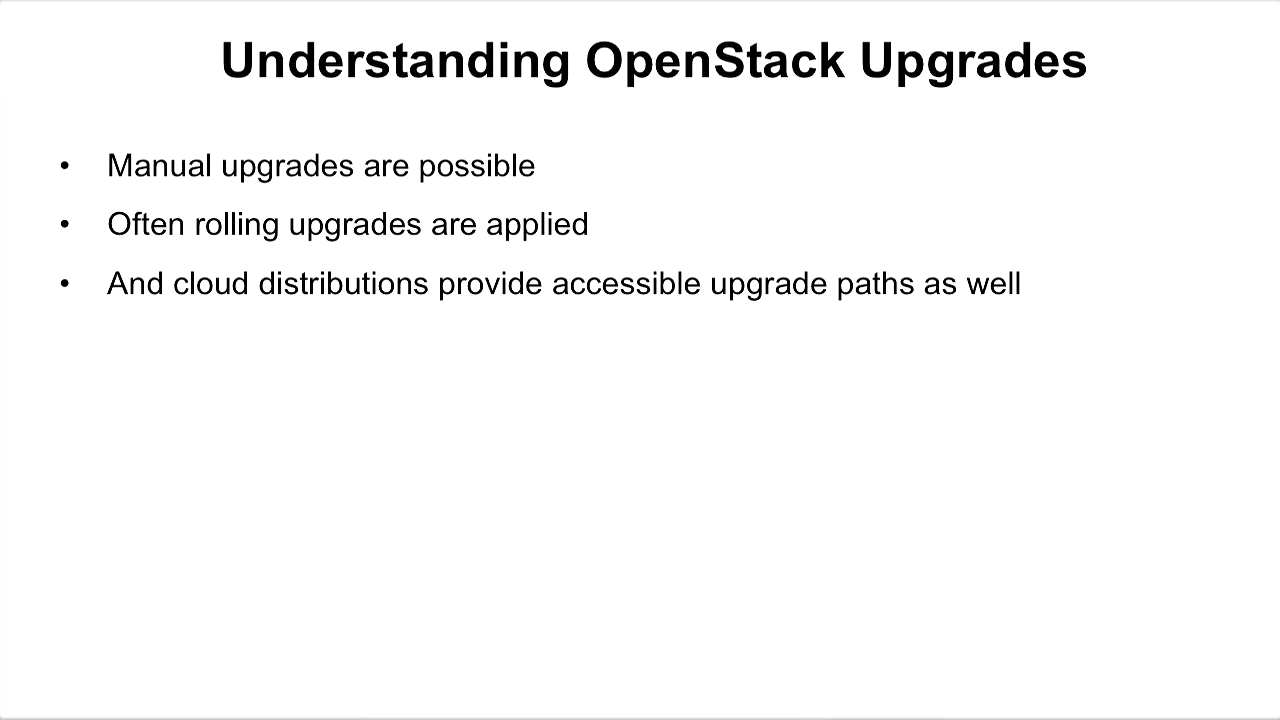 Understanding OpenStack Upgrades
• Manual upgrades are possible
• Often rolling upgrades are applied
• And cloud distributions provide accessible upgrade paths as well